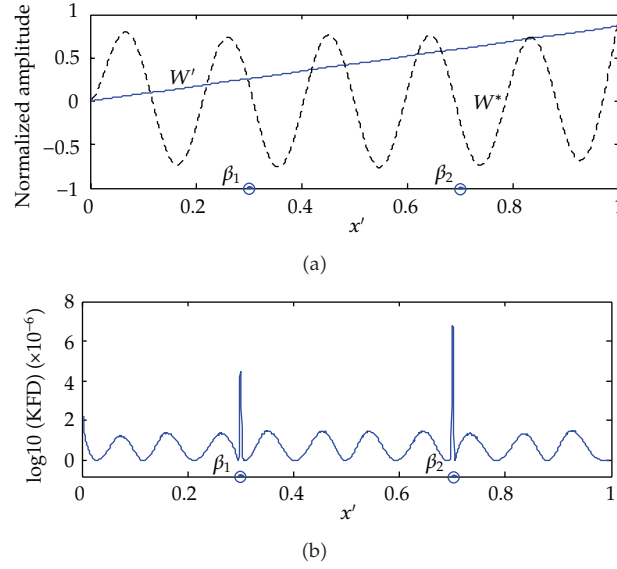 Normalized amplitude
1
0.5
0
−0.5
−1
W′
W*
β1
β2
0 0.2 0.4 0.6 0.8 1
x′
(a)
log10 (KFD) (×10−6)
8
6
4
2
0
β1
β2
0 0.2 0.4 0.6 0.8 1
x′
(b)